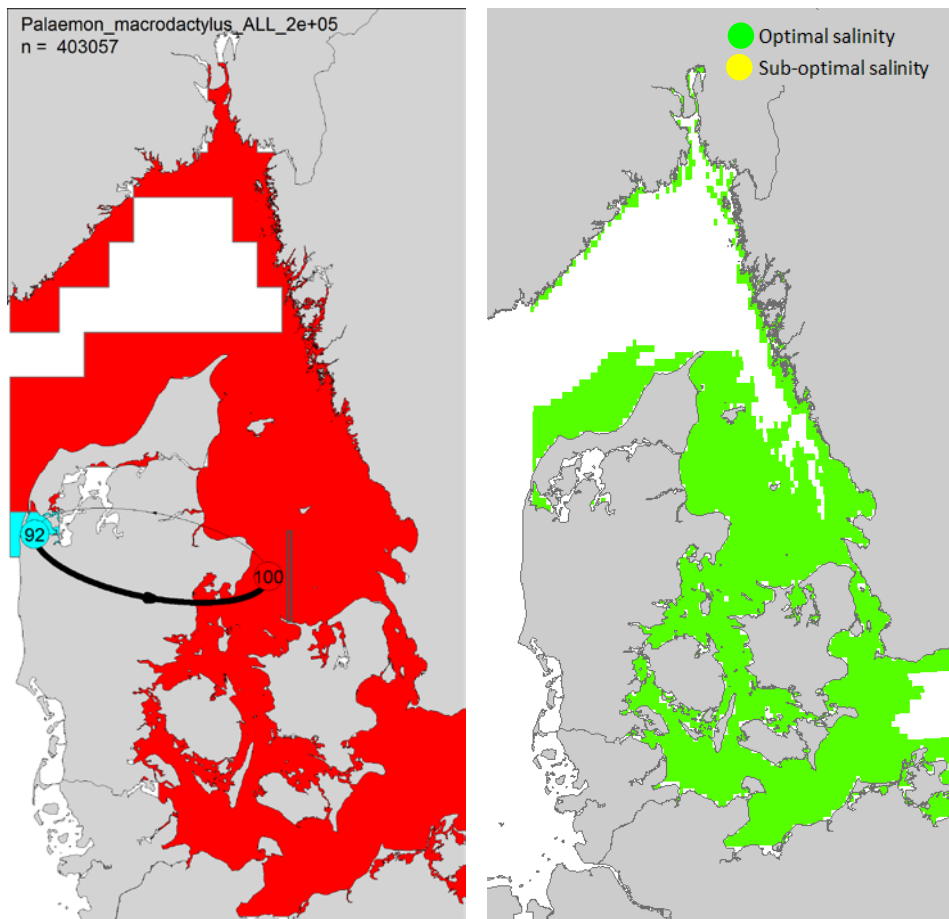 Palaemon_macrodactylus_ALL_2e+05
n = 403057
92
100
Optimal salinity
Sub-optimal salinity